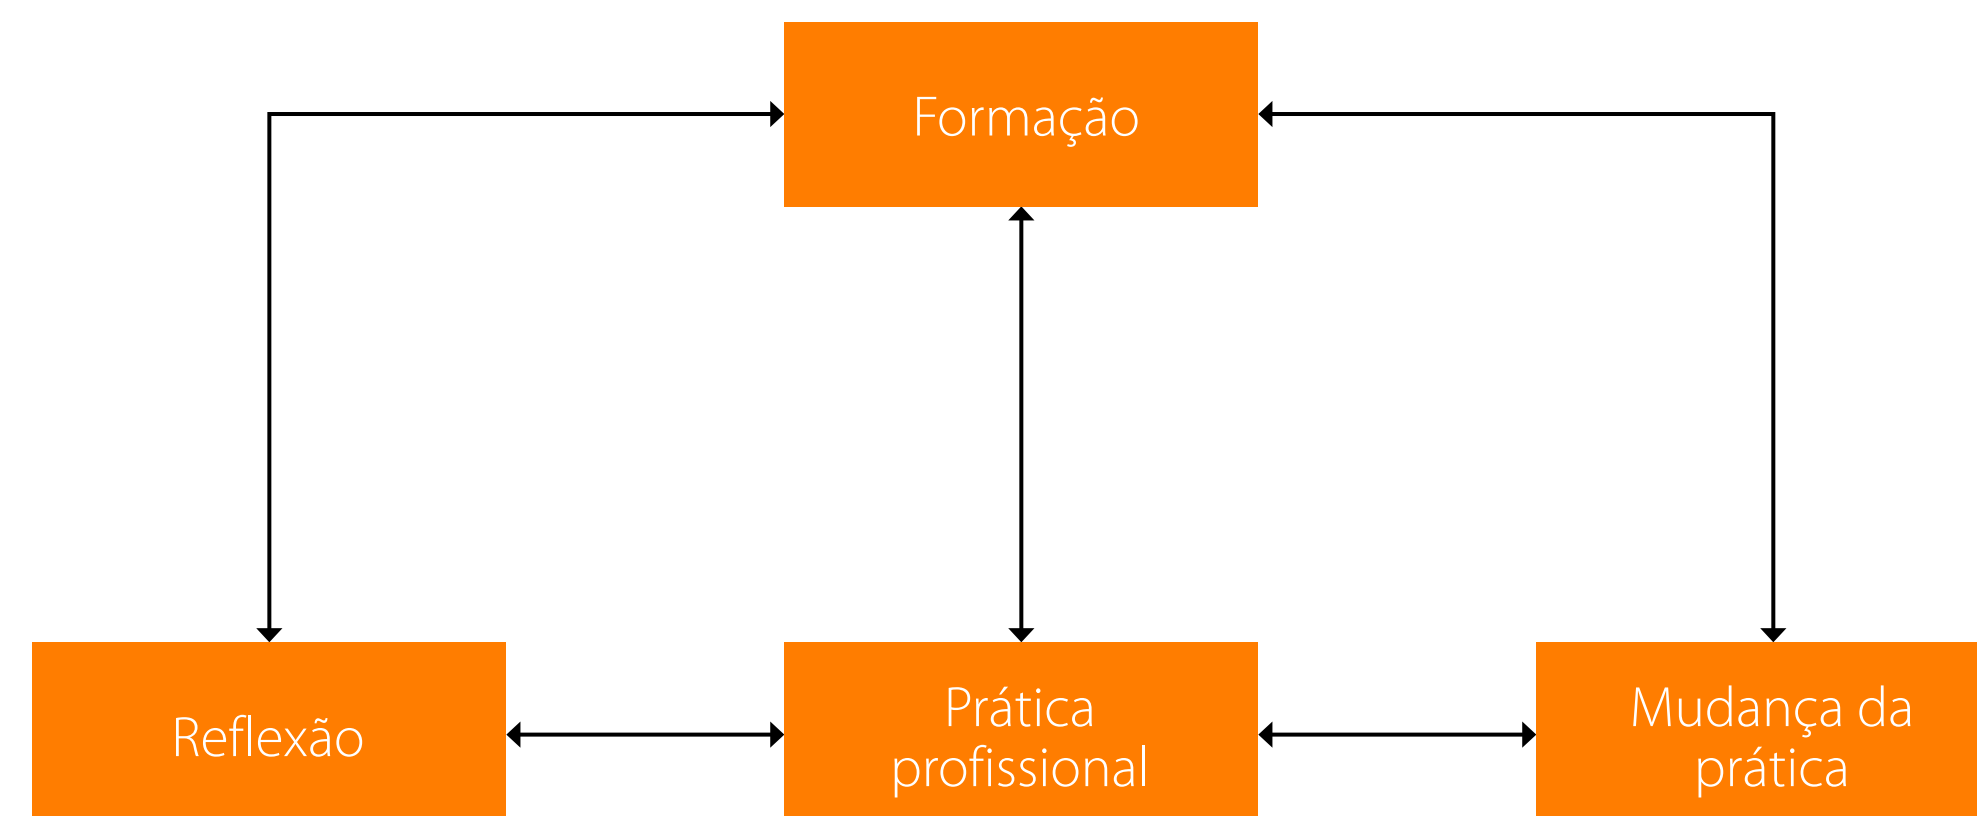 Formação
Reflexão
Prática
profissional
Mudança da
prática